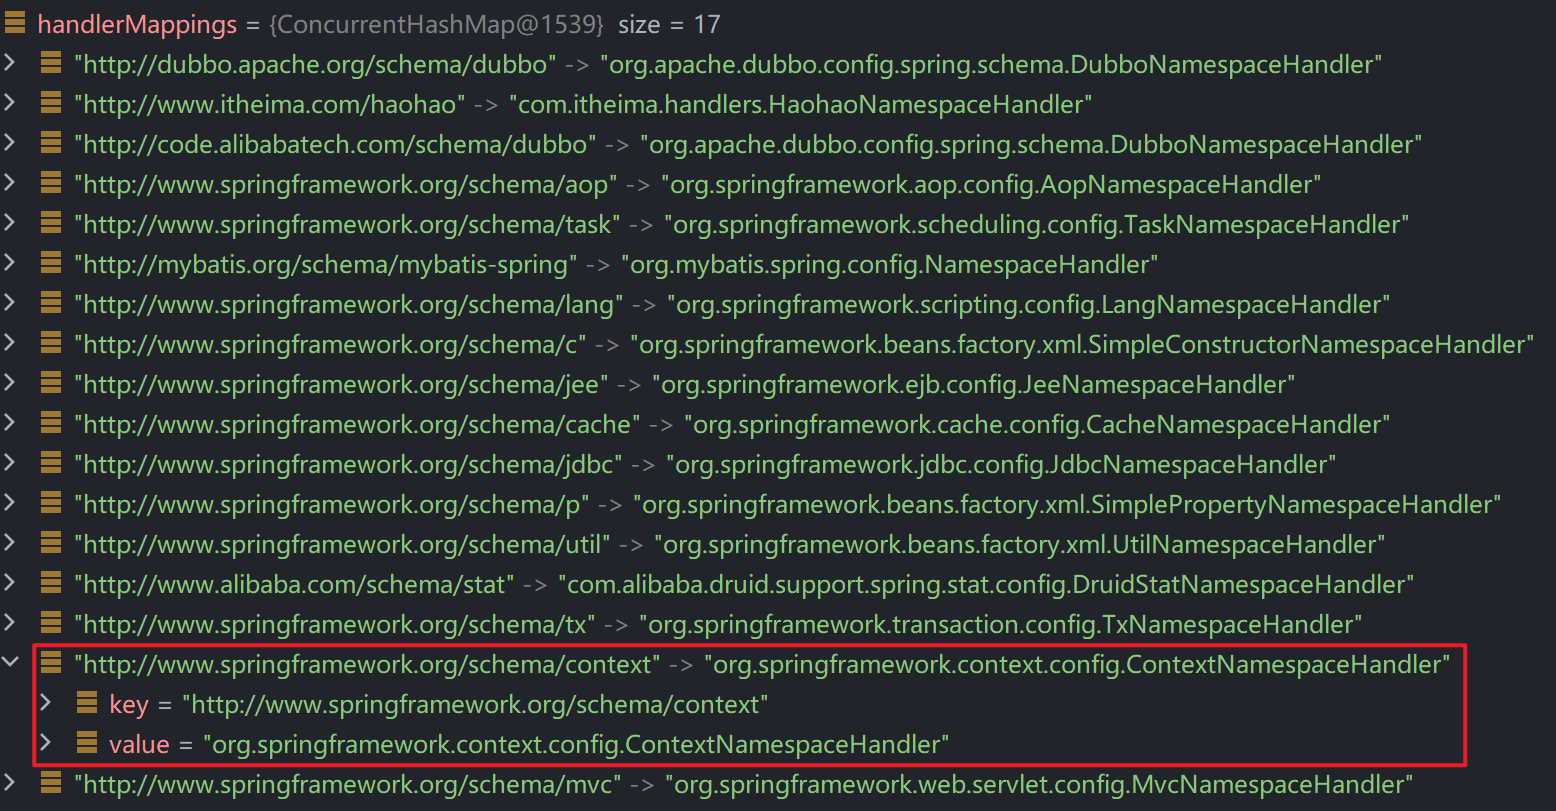 handlerMappings = {ConcurrentHashMap@1539} size = 17
"http://dubbo.apache.org/schema/dubbo" -> "org.apache.dubbo.config.spring.schema.DubboNamespaceHandler"
"http://www.itheima.com/haohao" -> "com.itheima.handlers.HaohaoNamespaceHandler"
"http://code.alibabatech.com/schema/dubbo" -> "org.apache.dubbo.config.spring.schema.DubboNamespaceHandler"
"http://www.springframework.org/schema/aop" -> "org.springframework.aop.config.AopNamespaceHandler"
"http://www.springframework.org/schema/task" -> "org.springframework.scheduling.config.TaskNamespaceHandler"
"http://mybatis.org/schema/mybatis-spring" -> "org.mybatis.spring.config.NamespaceHandler"
"http://www.springframework.org/schema/lang" -> "org.springframework.scripting.config.LangNamespaceHandler"
"http://www.springframework.org/schema/c" -> "org.springframework.beans.factory.xml.SimpleConstructorNamespaceHandler"
"http://www.springframework.org/schema/jee" -> "org.springframework.ejb.config.JeeNamespaceHandler"
"http://www.springframework.org/schema/cache" -> "org.springframework.cache.config.CacheNamespaceHandler"
"http://www.springframework.org/schema/jdbc" -> "org.springframework.jdbc.config.JdbcNamespaceHandler"
"http://www.springframework.org/schema/p" -> "org.springframework.beans.factory.xml.SimplePropertyNamespaceHandler"
"http://www.springframework.org/schema/util" -> "org.springframework.beans.factory.xml.UtilNamespaceHandler"
"http://www.alibaba.com/schema/stat" -> "com.alibaba.druid.support.spring.stat.config.DruidStatNamespaceHandler"
"http://www.springframework.org/schema/tx" -> "org.springframework.transaction.config.TxNamespaceHandler"
"http://www.springframework.org/schema/context" -> "org.springframework.context.config.ContextNamespaceHandler"
key = "http://www.springframework.org/schema/context"
value = "org.springframework.context.config.ContextNamespaceHandler"
"http://www.springframework.org/schema/mvc" -> "org.springframework.web.servlet.config.MvcNamespaceHandler"